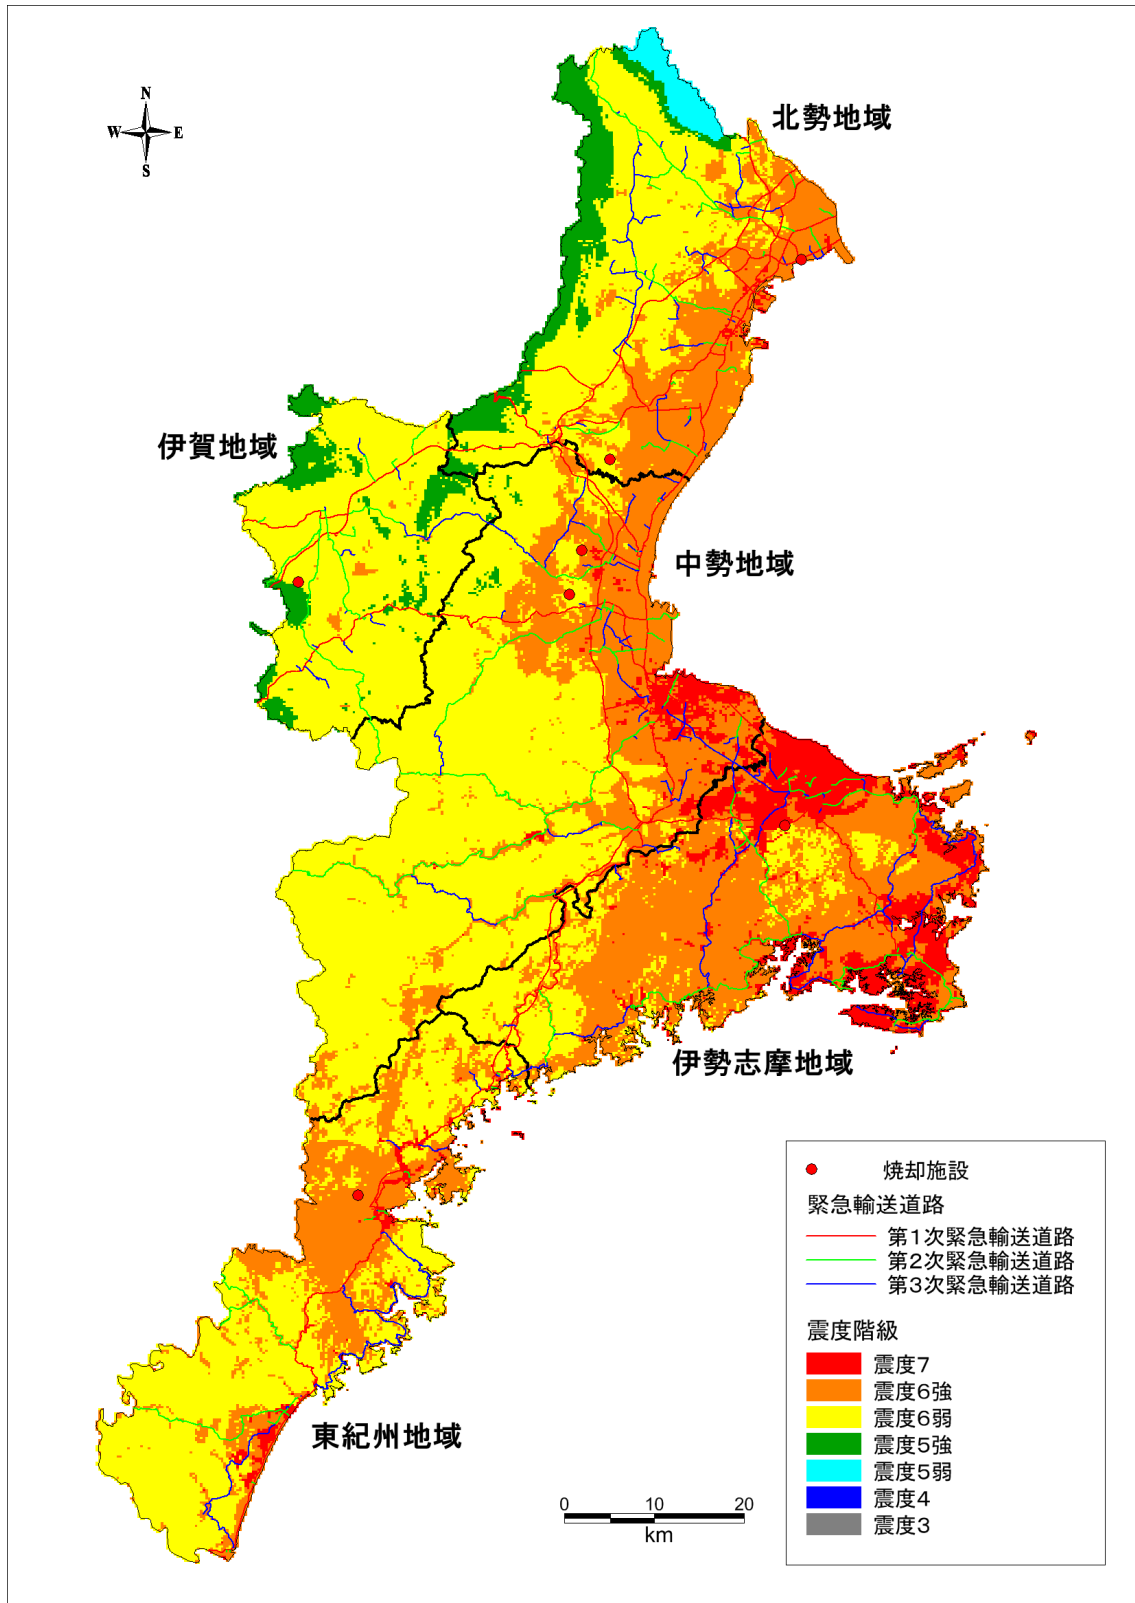 N
W E
S
北勢地域
伊賀地域
中勢地域
伊勢志摩地域
東紀州地域
焼却施設
緊急輸送道路
第1次緊急輸送道路
第2次緊急輸送道路
第3次緊急輸送道路
震度階級
震度7
震度6強
震度6弱
震度5強
震度5弱
震度4
震度3
0 10 20
km